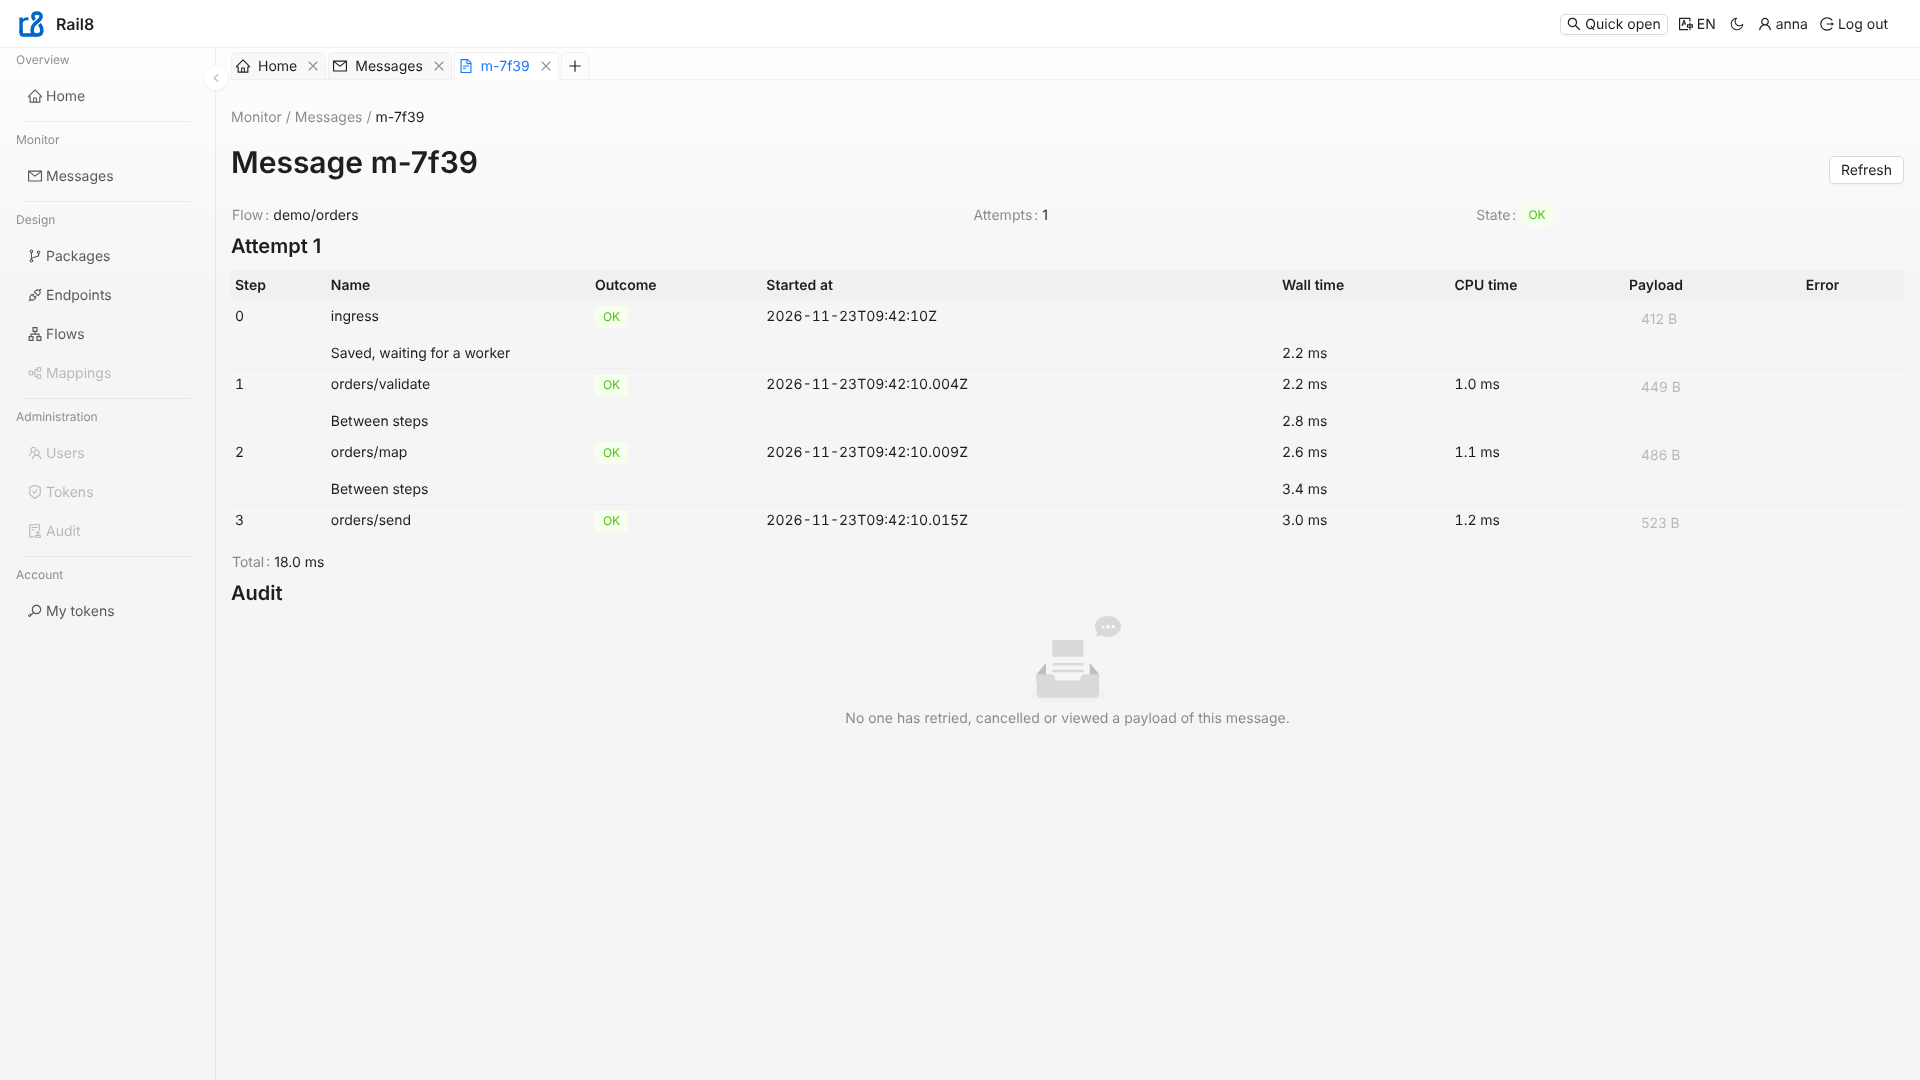 Rail8
Quick open EN anna Log out
Overview
Home
Monitor
Messages
Design
Packages
Endpoints
Flows
Mappings
Administration
Users
Tokens
Audit
Account
My tokens
Home Messages m-7f39
Monitor / Messages / m-7f39
Message m-7f39
Refresh
Flow: demo/orders Attempts: 1 State: OK
Attempt 1
Step Name Outcome Started at Wall time CPU time Payload Error
0 ingress OK 2026-11-23T09:42:10Z 412 B
Saved, waiting for a worker 2.2 ms
1 orders/validate OK 2026-11-23T09:42:10.004Z 2.2 ms 1.0 ms 449 B
Between steps 2.8 ms
2 orders/map OK 2026-11-23T09:42:10.009Z 2.6 ms 1.1 ms 486 B
Between steps 3.4 ms
3 orders/send OK 2026-11-23T09:42:10.015Z 3.0 ms 1.2 ms 523 B
Total: 18.0 ms
Audit
No one has retried, cancelled or viewed a payload of this message.